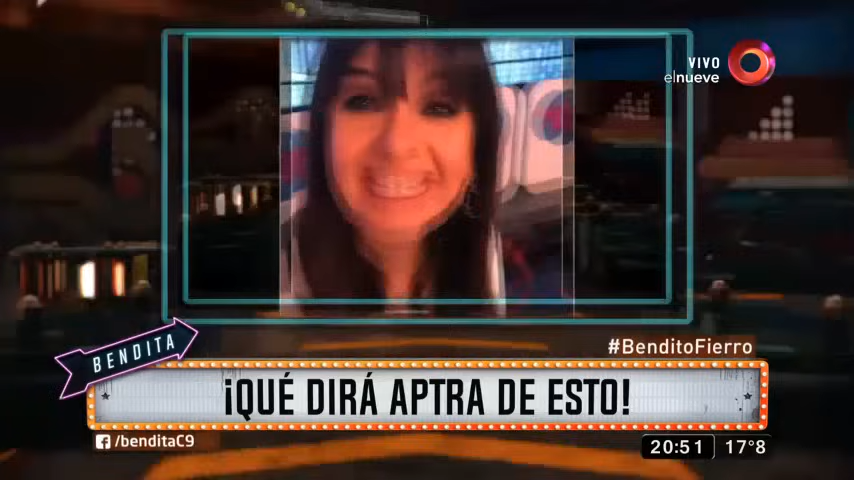 VIVO
elnueve
#BenditoFierro
BENDITA
¡QUÉ DIRÁ APTRA DE ESTO!
/benditaC9
20:51
17°8